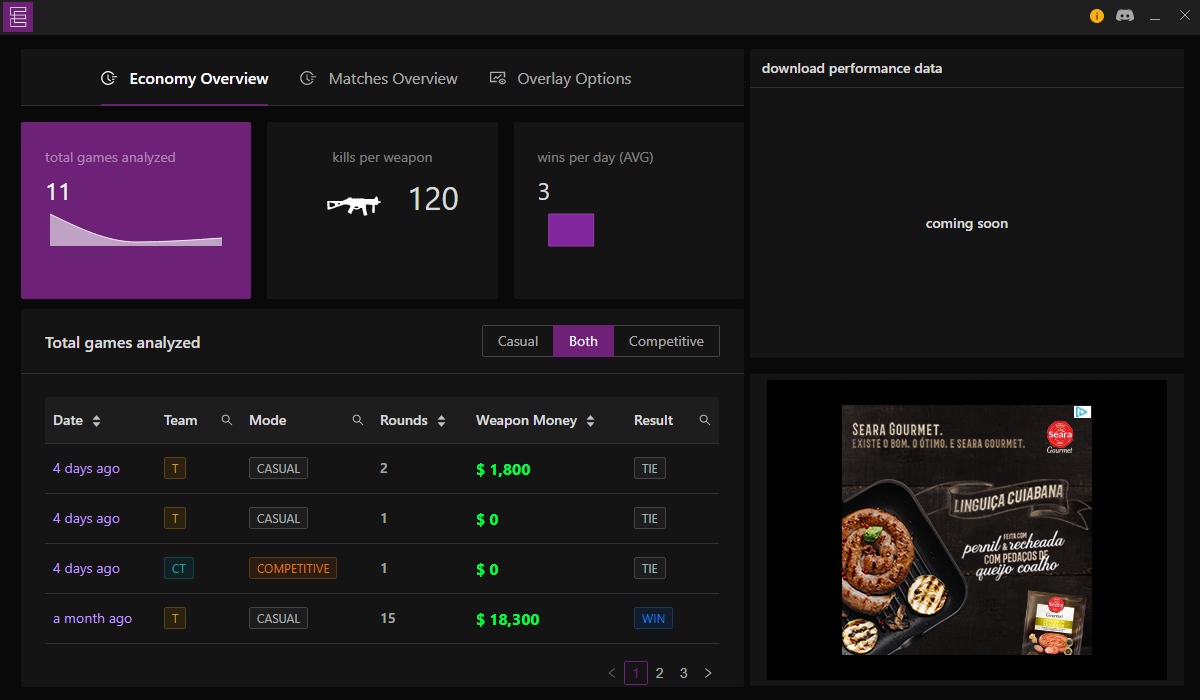 Economy Overview
Matches Overview
Overlay Options
download performance data
total games analyzed
11
kills per weapon
120
wins per day (AVG)
3
coming soon
Total games analyzed
Casual
Both
Competitive
Date Team Mode Rounds Weapon Money Result
4 days ago T CASUAL 2 $ 1,800 TIE
4 days ago T CASUAL 1 $ 0 TIE
4 days ago CT COMPETITIVE 1 $ 0 TIE
a month ago T CASUAL 15 $ 18,300 WIN
1 2 3
SEARA GOURMET.
EXISTE O BOM. O ÓTIMO. E SEARA GOURMET.
Seara
Gourmet
LINGUIÇA CUIABANA
FEITA COM
pernil & recheada
COM PEDAÇOS DE
queijo coalho
Seara
Gourmet